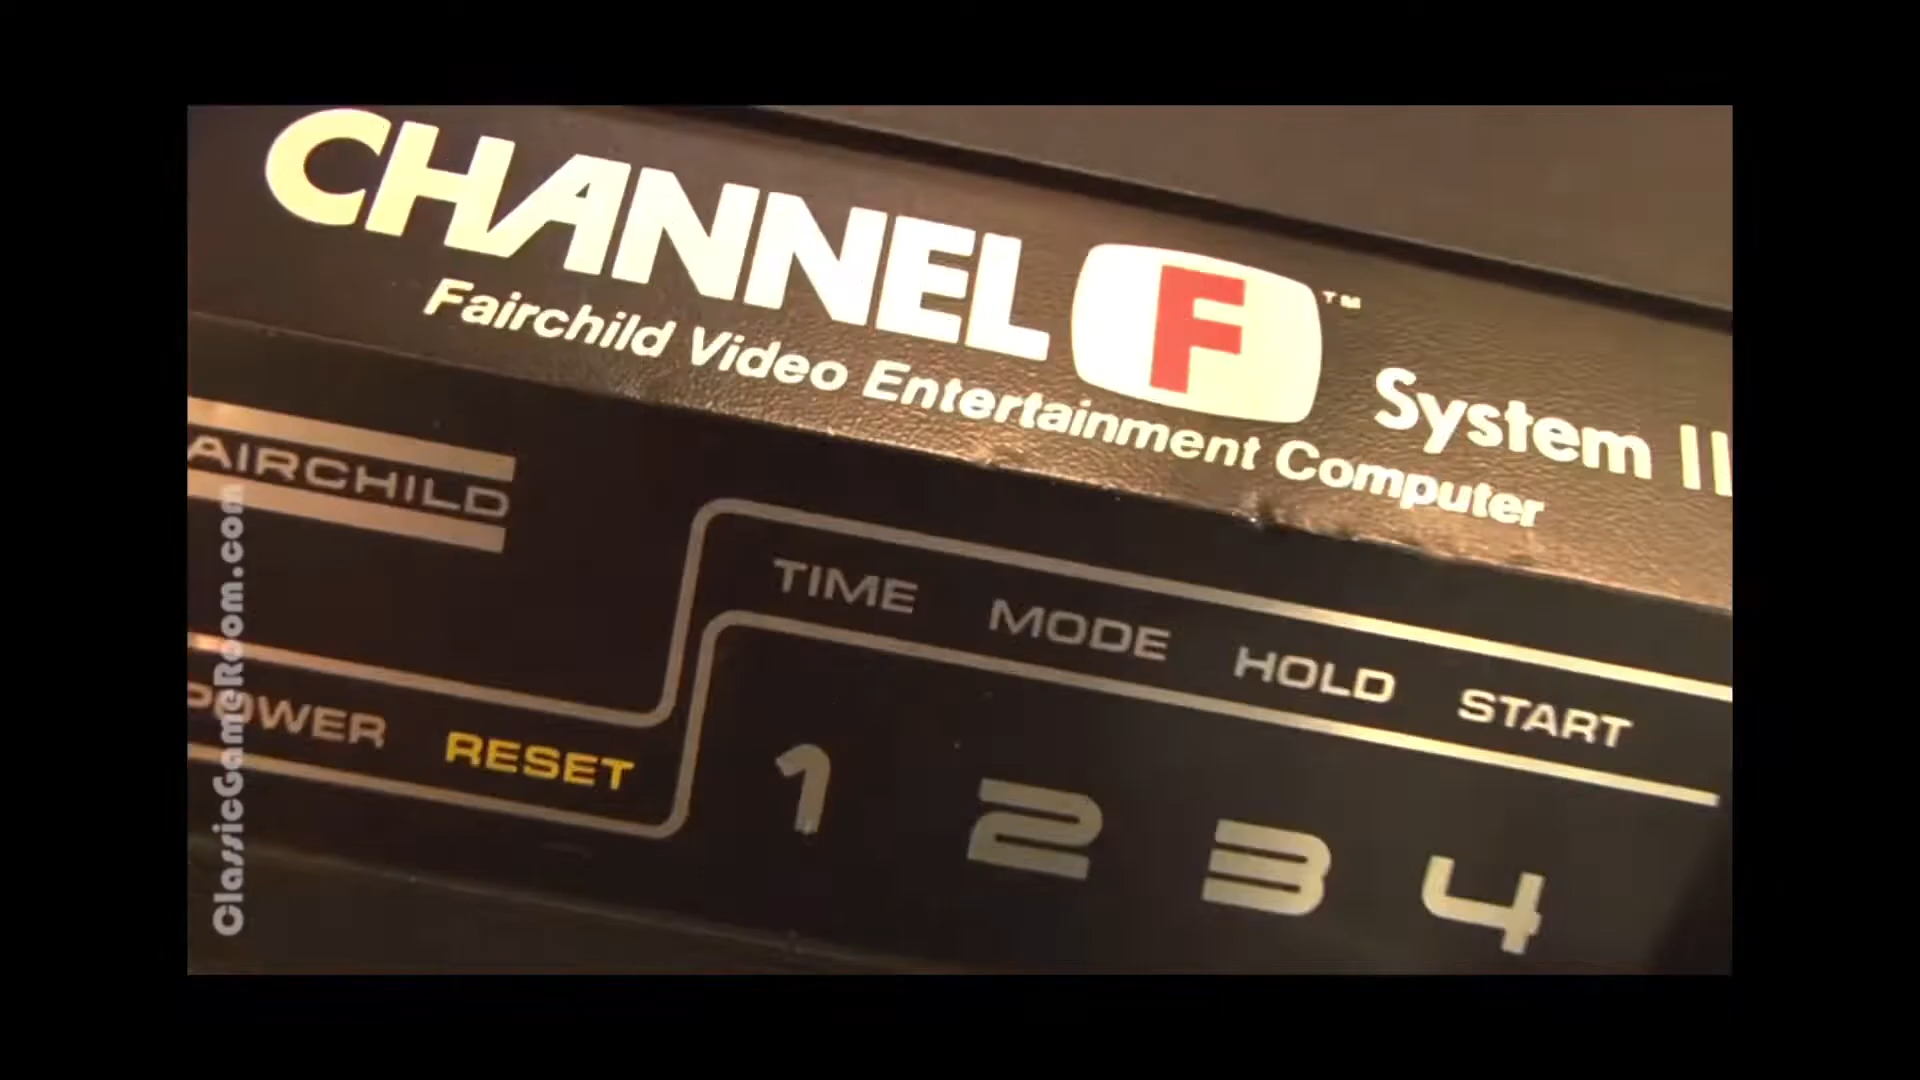 CHANNEL F™ System II
Fairchild Video Entertainment Computer
AIRCHILD
TIME MODE HOLD START
POWER RESET
1 2 3 4
ClassicGameRoom.com